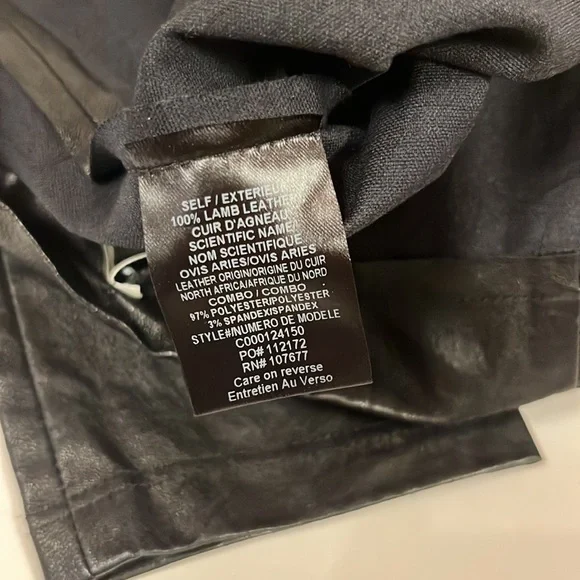 SELF / EXTERIEUR
100% LAMB LEATHER
CUIR D'AGNEAU
SCIENTIFIC NAME/
NOM SCIENTIFIQUE
OVIS ARIES/OVIS ARIES
LEATHER ORIGIN/ORIGINE DU CUIR
NORTH AFRICA/AFRIQUE DU NORD
COMBO / COMBO
97% POLYESTER/POLYESTER
3% SPANDEX/SPANDEX
STYLE#/NUMERO DE MODELE
C000124150
PO# 112172
RN# 107677
Care on reverse
Entretien Au Verso